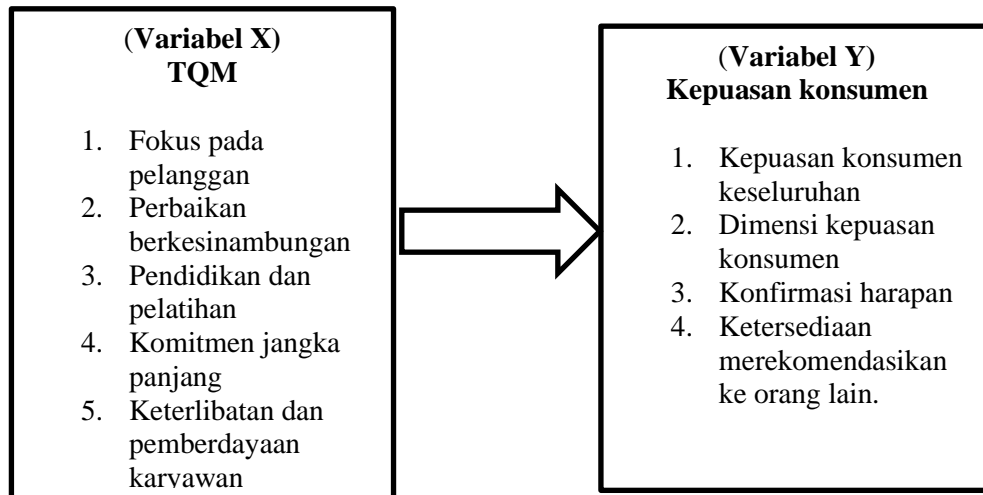 (Variabel X)
TQM
1. Fokus pada
pelanggan
2. Perbaikan
berkesinambungan
3. Pendidikan dan
pelatihan
4. Komitmen jangka
panjang
5. Keterlibatan dan
pemberdayaan
karyawan
(Variabel Y)
Kepuasan konsumen
1. Kepuasan konsumen
keseluruhan
2. Dimensi kepuasan
konsumen
3. Konfirmasi harapan
4. Ketersediaan
merekomendasikan
ke orang lain.